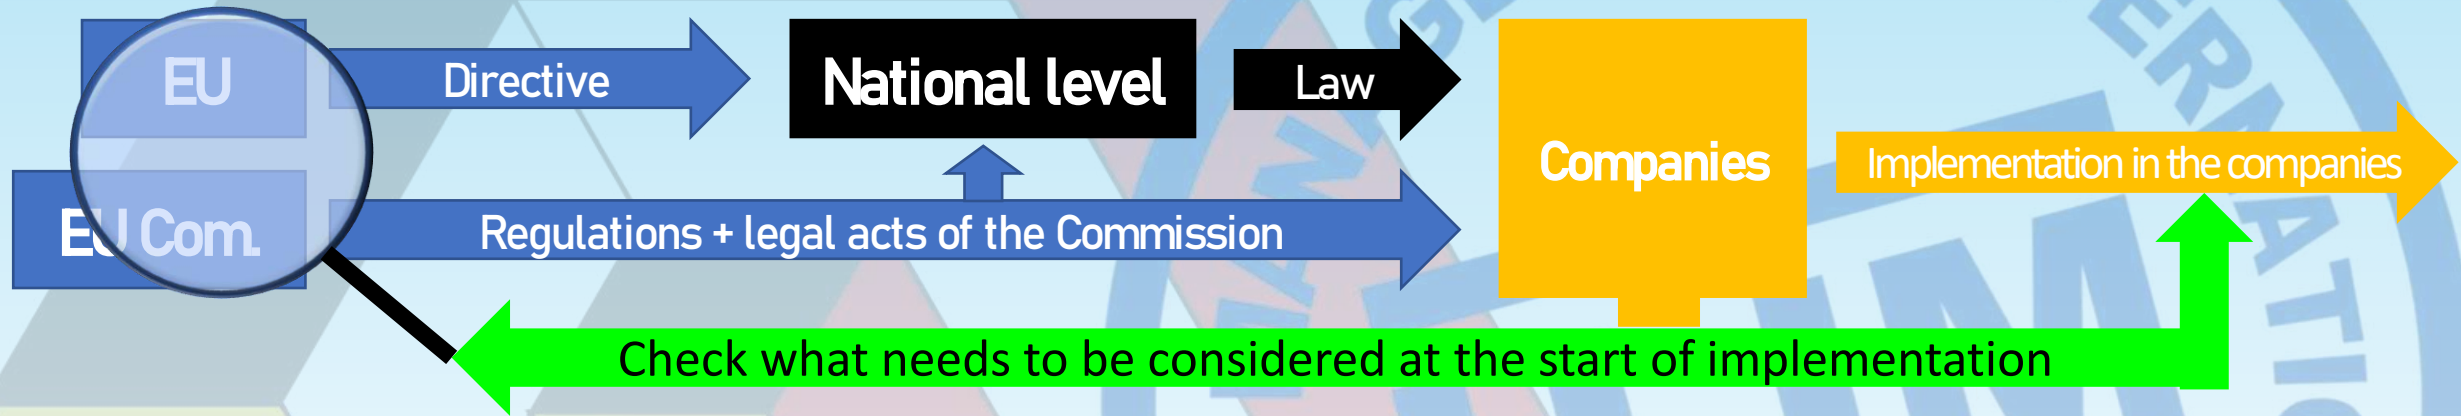 EU
Directive
National level
Law
Companies
Implementation in the companies
EU Com.
Regulations + legal acts of the Commission
Check what needs to be considered at the start of implementation